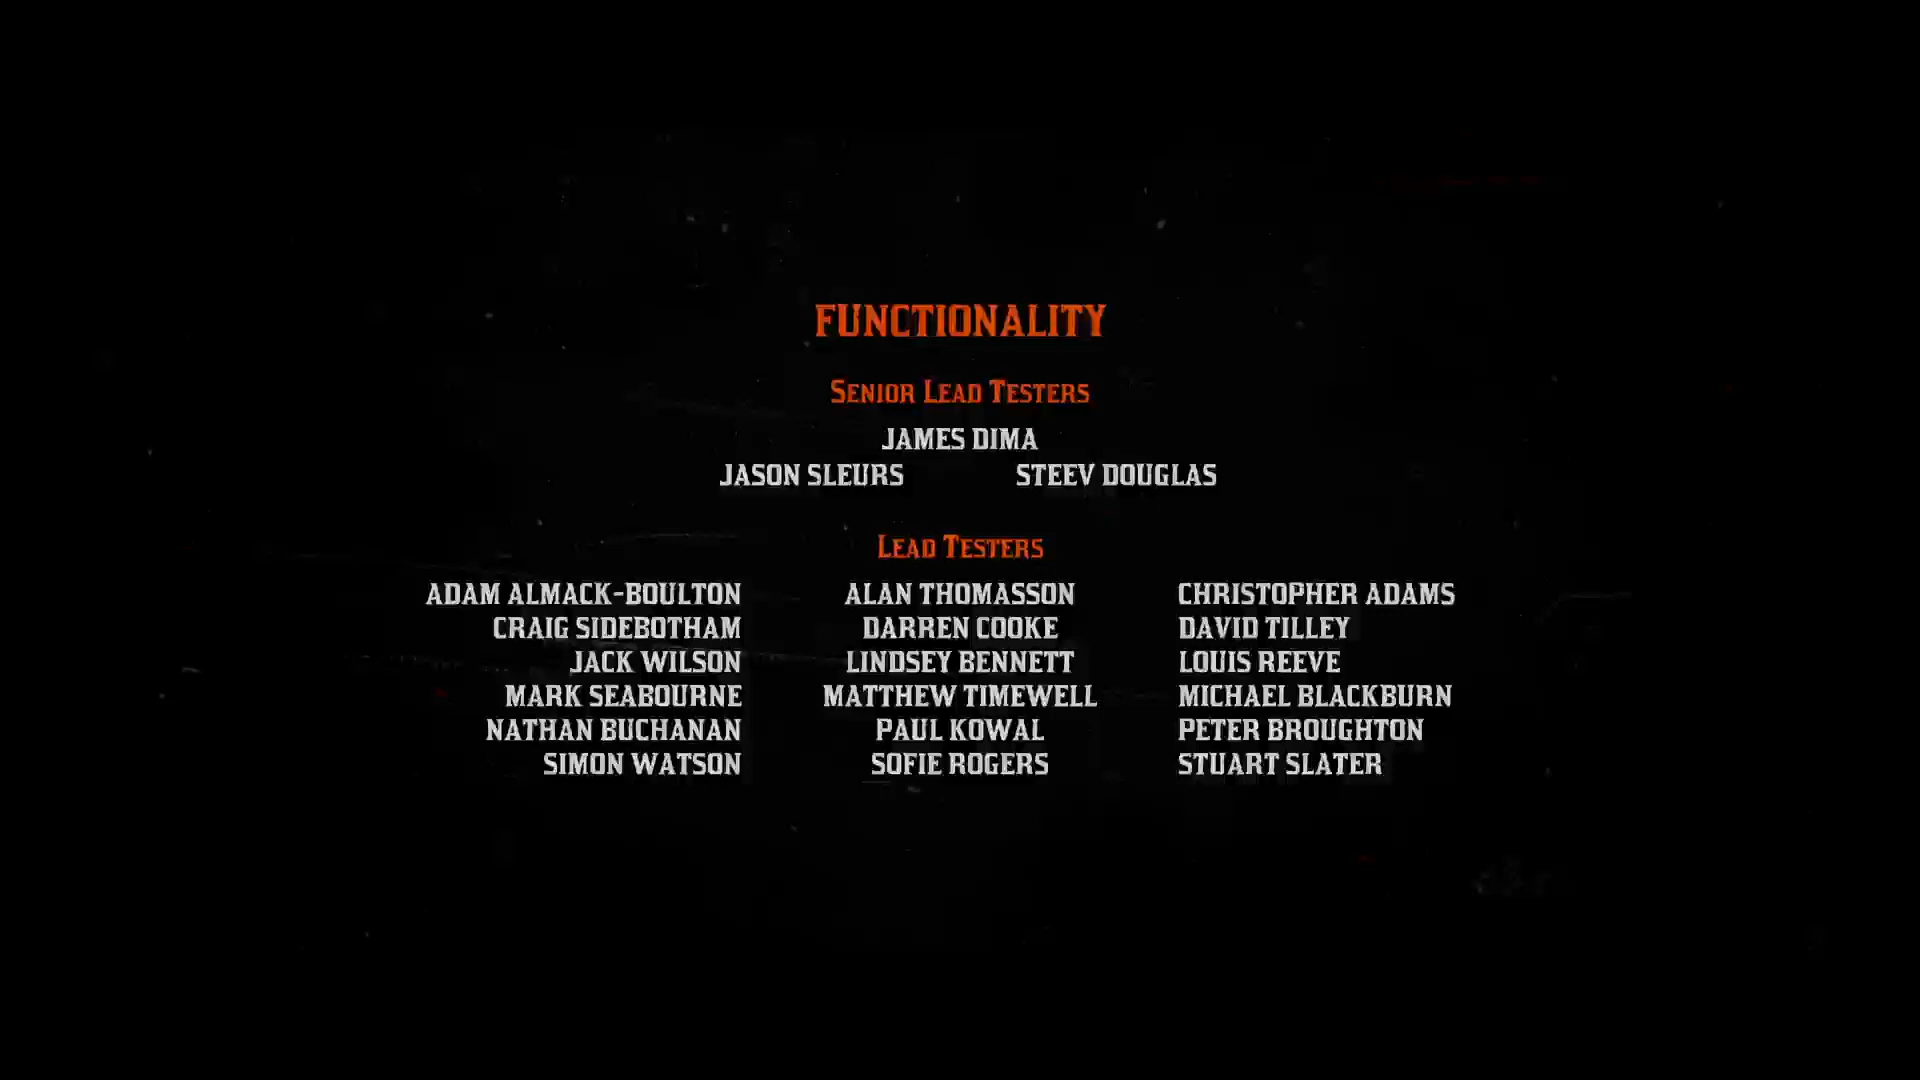 FUNCTIONALITY
SENIOR LEAD TESTERS
JAMES DIMA
JASON SLEURS STEEV DOUGLAS
LEAD TESTERS
ADAM ALMACK-BOULTON ALAN THOMASSON CHRISTOPHER ADAMS
CRAIG SIDEBOTHAM DARREN COOKE DAVID TILLEY
JACK WILSON LINDSEY BENNETT LOUIS REEVE
MARK SEABOURNE MATTHEW TIMEWELL MICHAEL BLACKBURN
NATHAN BUCHANAN PAUL KOWAL PETER BROUGHTON
SIMON WATSON SOFIE ROGERS STUART SLATER